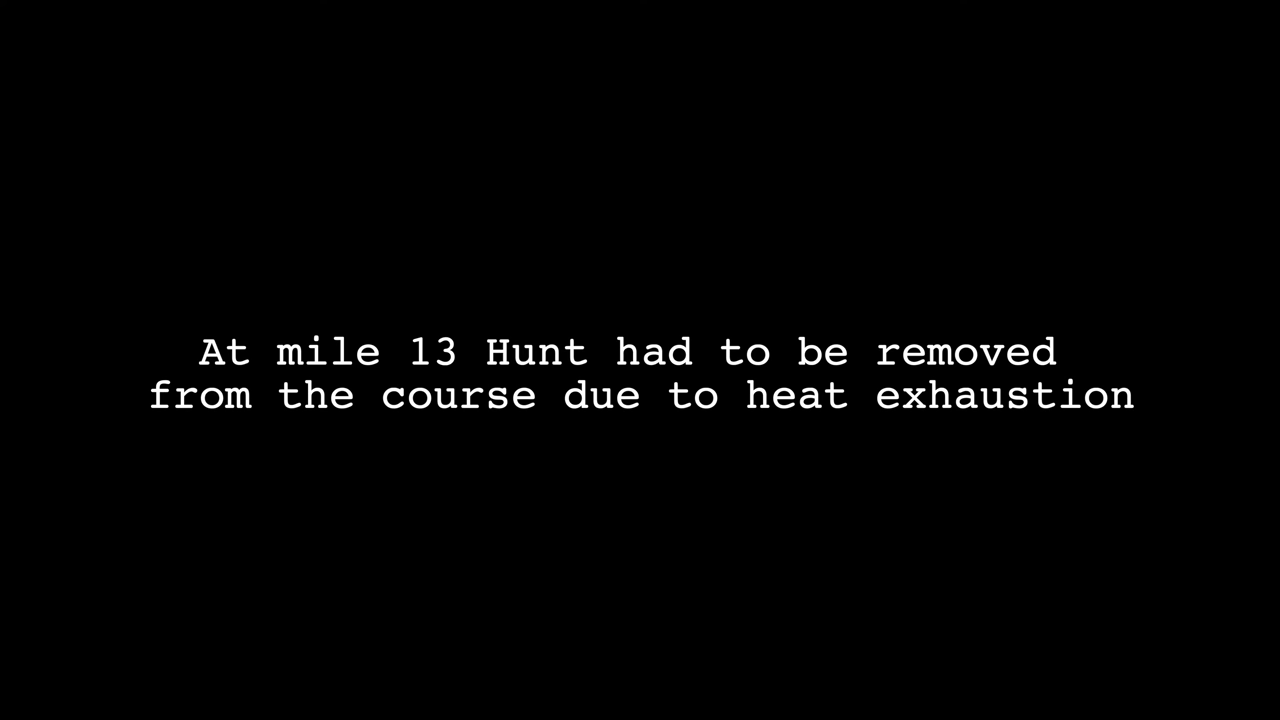 At mile 13 Hunt had to be removed
from the course due to heat exhaustion